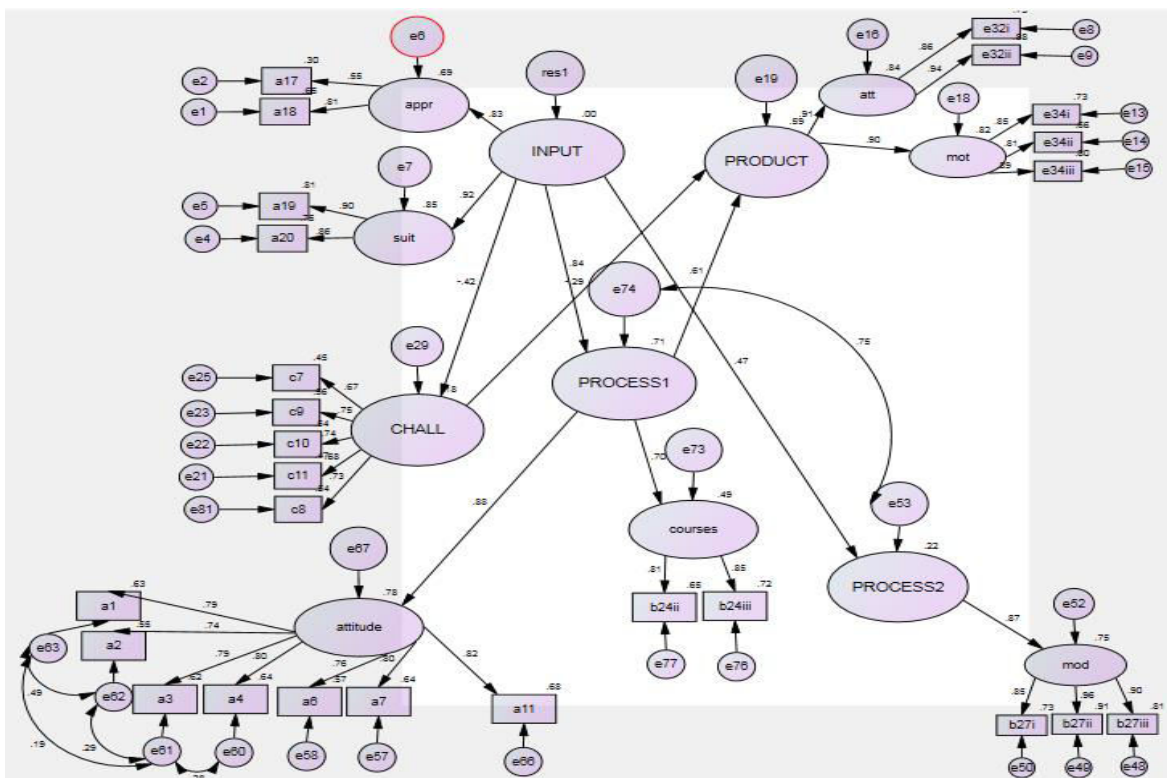 e6
.30
e2
a17
.55
.69
e1
a18
.81
appr
res1
.83
.00
INPUT
e7
.81
.92
e5
a19
.90
.85
e4
a20
.86
suit
e16
e32i
e8
.86
.84
e32ii
e9
.94
att
e19
.91
e18
.73
.85
e34i
e13
PRODUCT
.90
.82
.81
e34ii
e14
mot
e34iii
e15
-.42
.84
-.29
.61
e74
.75
e29
.45
.71
.47
e25
c7
.67
PROCESS1
e23
c9
.75
CHALL
e22
c10
.74
e21
c11
.68
.73
e81
c8
.70
e73
.88
e53
.49
courses
.22
e67
.81
.85
PROCESS2
.65
.72
b24ii
b24iii
.63
.78
.87
e52
a1
.79
attitude
.75
e63
a2
.74
mod
.79
.80
.76
.80
.82
e77
e76
.49
e62
.62
.64
.57
.64
.68
.85
.96
.90
a3
a4
a6
a7
a11
.73
.91
.81
b27i
b27ii
b27iii
.19
.29
e61
e60
e58
e57
e66
e50
e49
e48